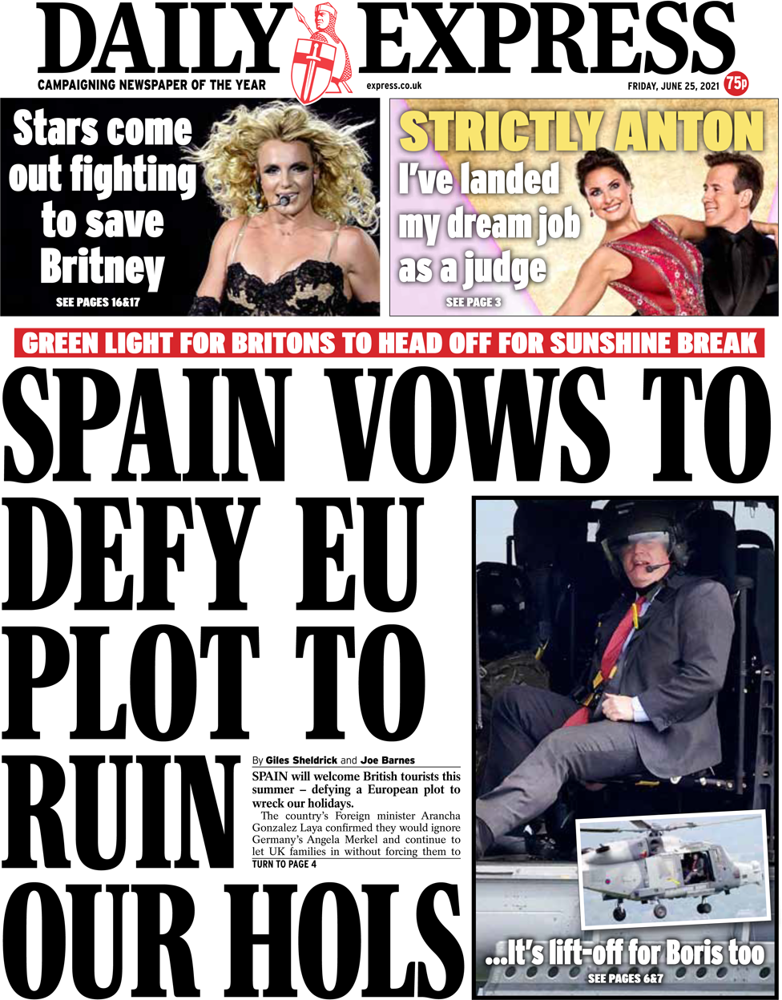 DAILY EXPRESS
CAMPAIGNING NEWSPAPER OF THE YEAR
express.co.uk
FRIDAY, JUNE 25, 2021
75p
Stars come
out fighting
to save
Britney
SEE PAGES 16&17
STRICTLY ANTON
I've landed
my dream job
as a judge
SEE PAGE 3
GREEN LIGHT FOR BRITONS TO HEAD OFF FOR SUNSHINE BREAK
SPAIN VOWS TO
DEFY EU
PLOT TO
RUIN
OUR HOLS
By Giles Sheldrick and Joe Barnes
SPAIN will welcome British tourists this
summer – defying a European plot to
wreck our holidays.
The country's Foreign minister Arancha
Gonzalez Laya confirmed they would ignore
Germany's Angela Merkel and continue to
let UK families in without forcing them to
TURN TO PAGE 4
...It's lift-off for Boris too
SEE PAGES 6&7